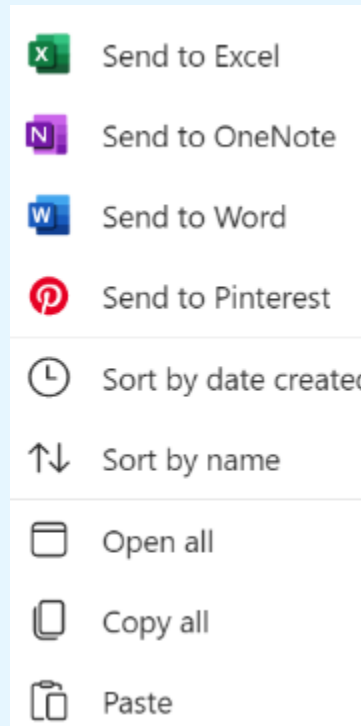 Send to Excel
Send to OneNote
Send to Word
Send to Pinterest
Sort by date created
Sort by name
Open all
Copy all
Paste